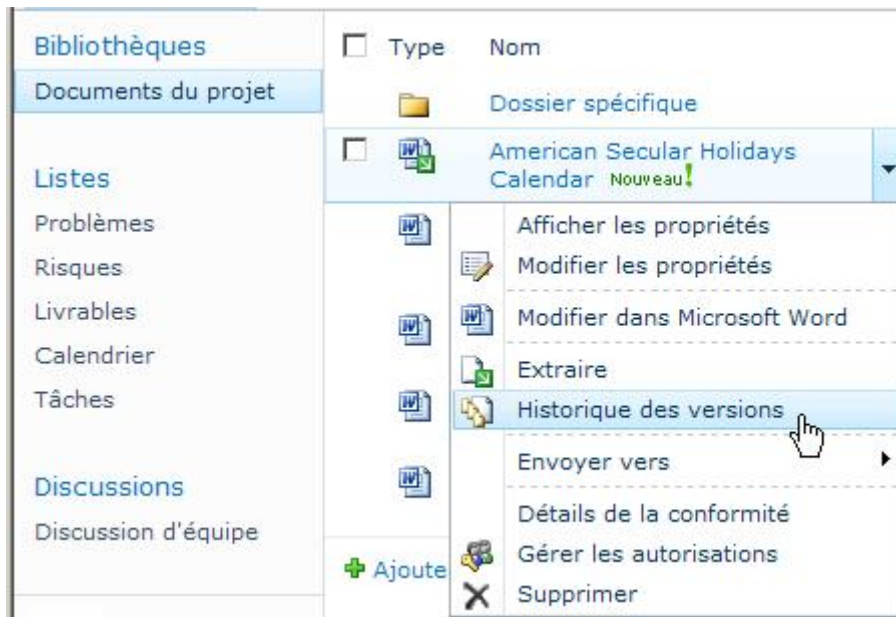 Bibliothèques
Documents du projet
Listes
Problèmes
Risques
Livrables
Calendrier
Tâches
Discussions
Discussion d'équipe
Type Nom
Dossier spécifique
American Secular Holidays
Calendar Nouveau!
Afficher les propriétés
Modifier les propriétés
Modifier dans Microsoft Word
Extraire
Historique des versions
Envoyer vers
Détails de la conformité
Gérer les autorisations
Supprimer
Ajoute